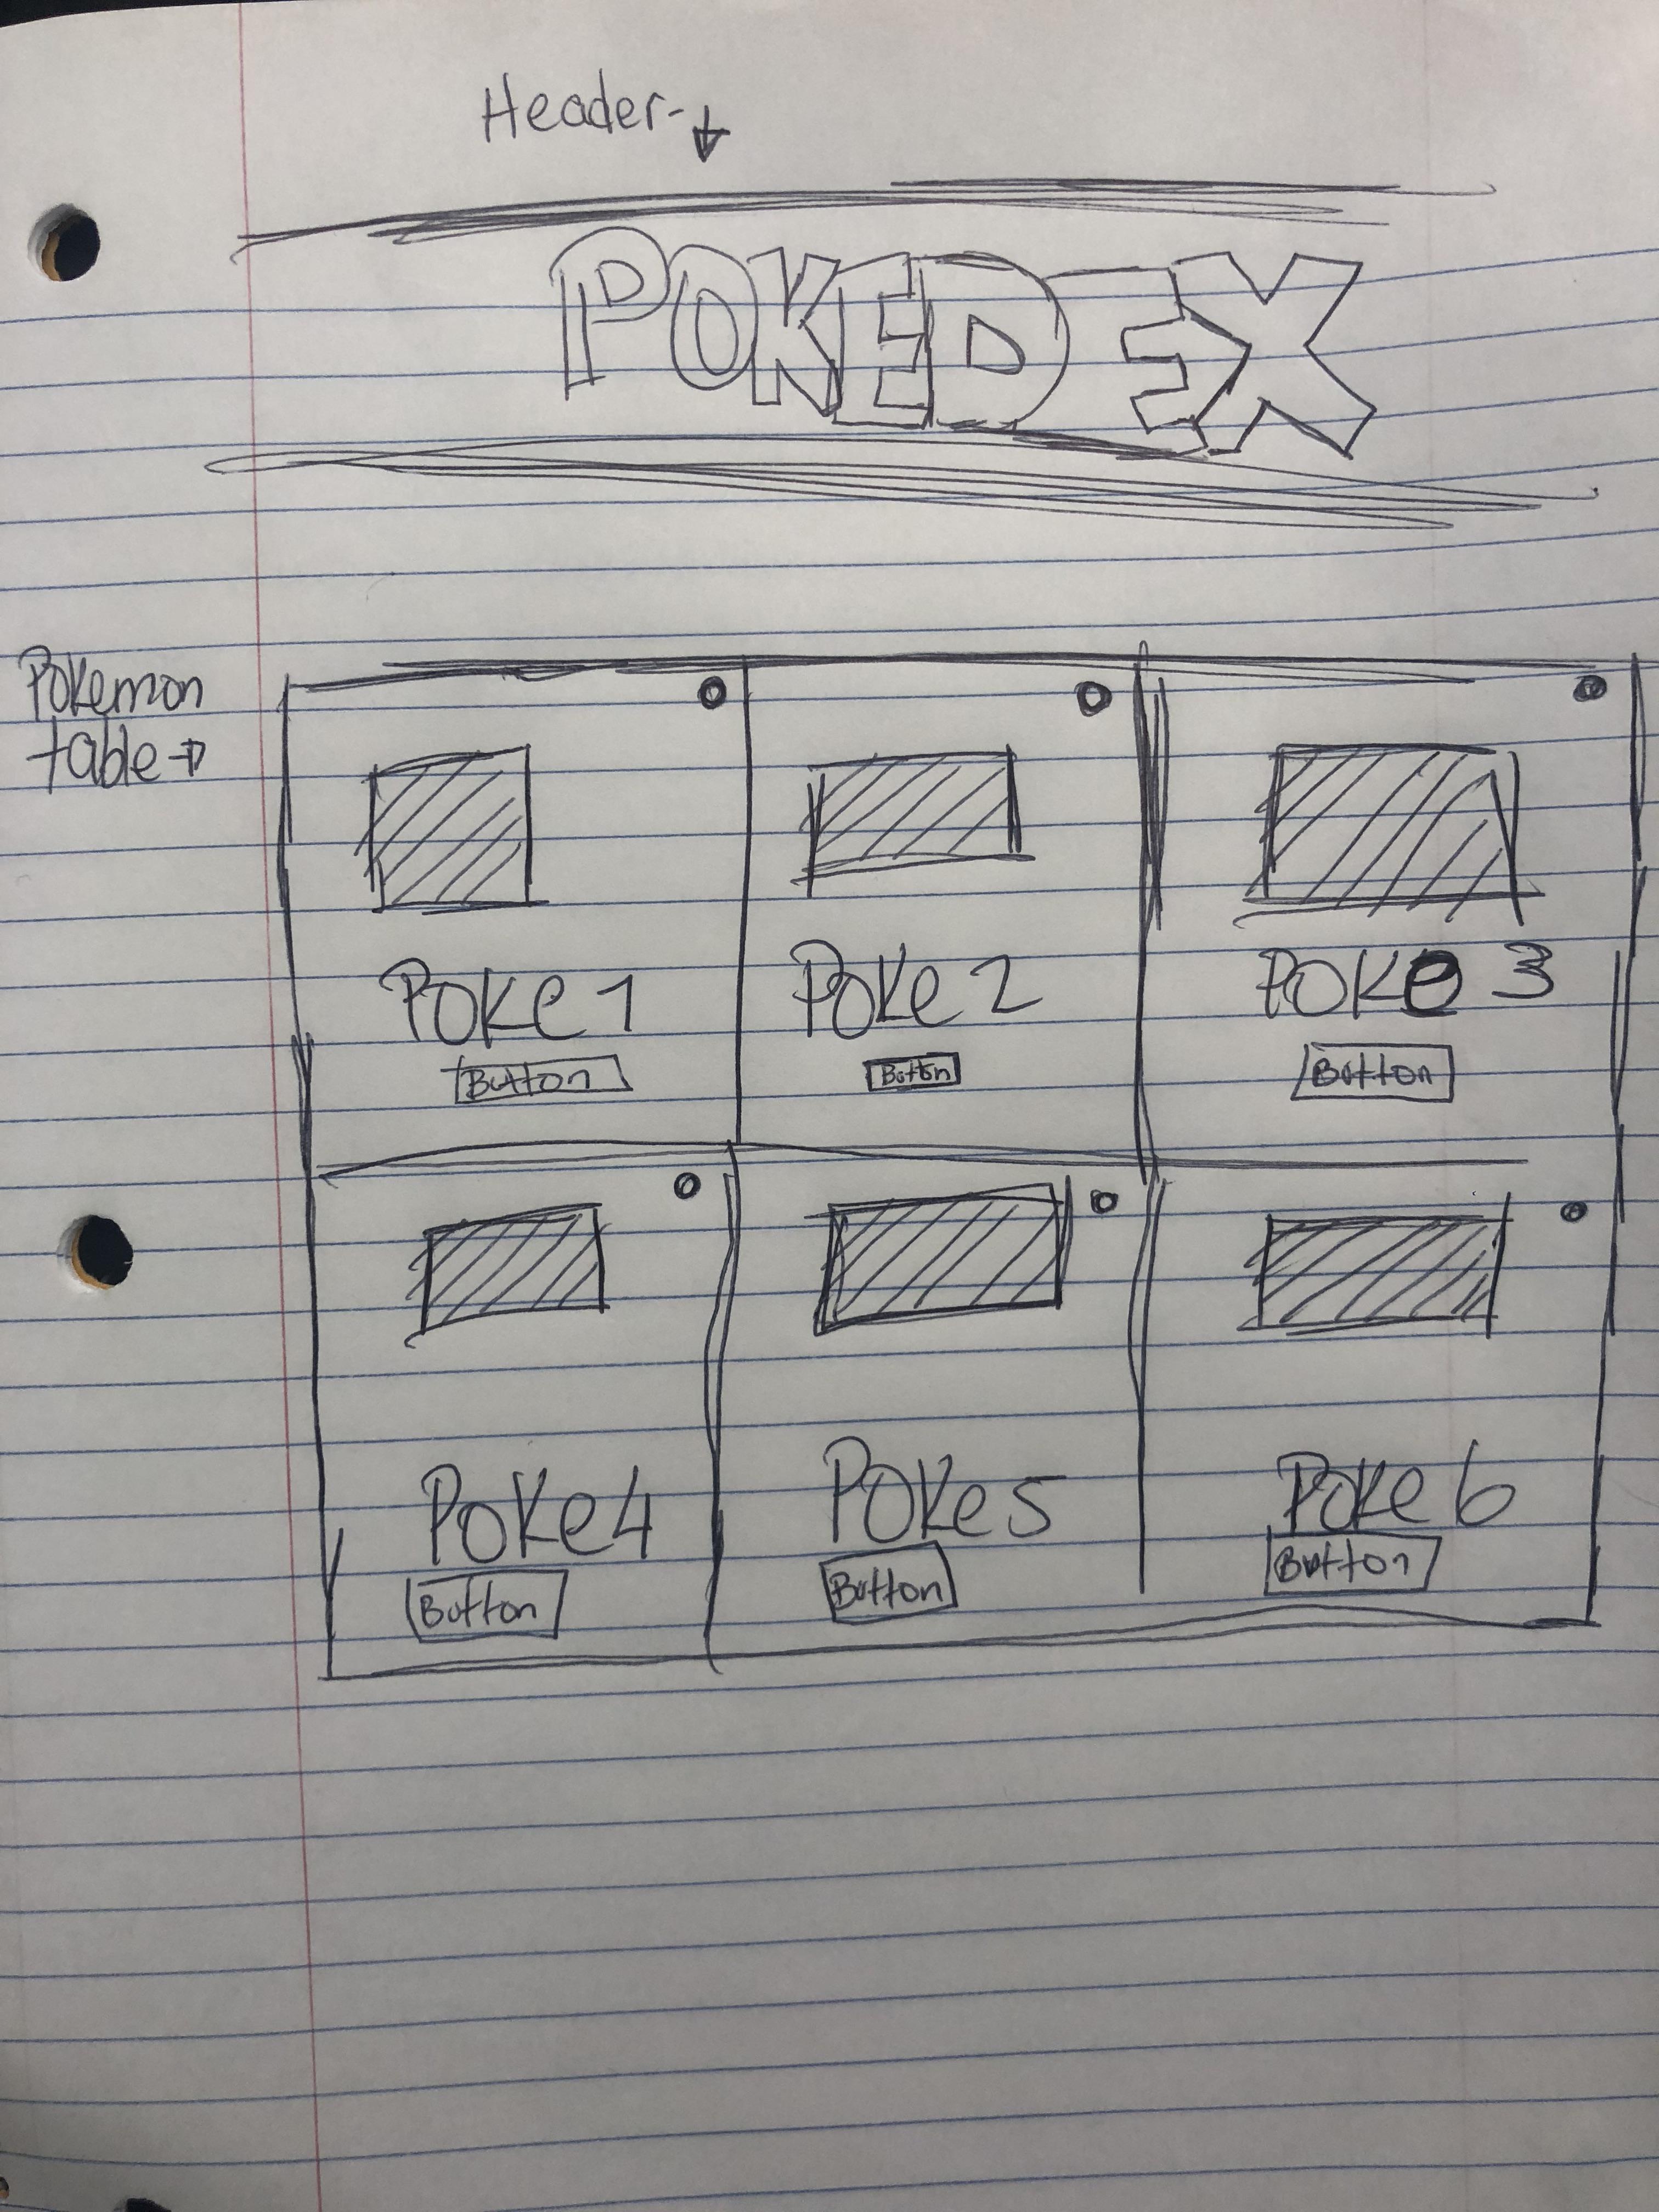 Header →
POKEDEX
Pokemon
table →
Poke 1
Button
Poke 2
Button
Poke 3
Button
Poke 4
Button
Poke 5
Button
Poke 6
Button